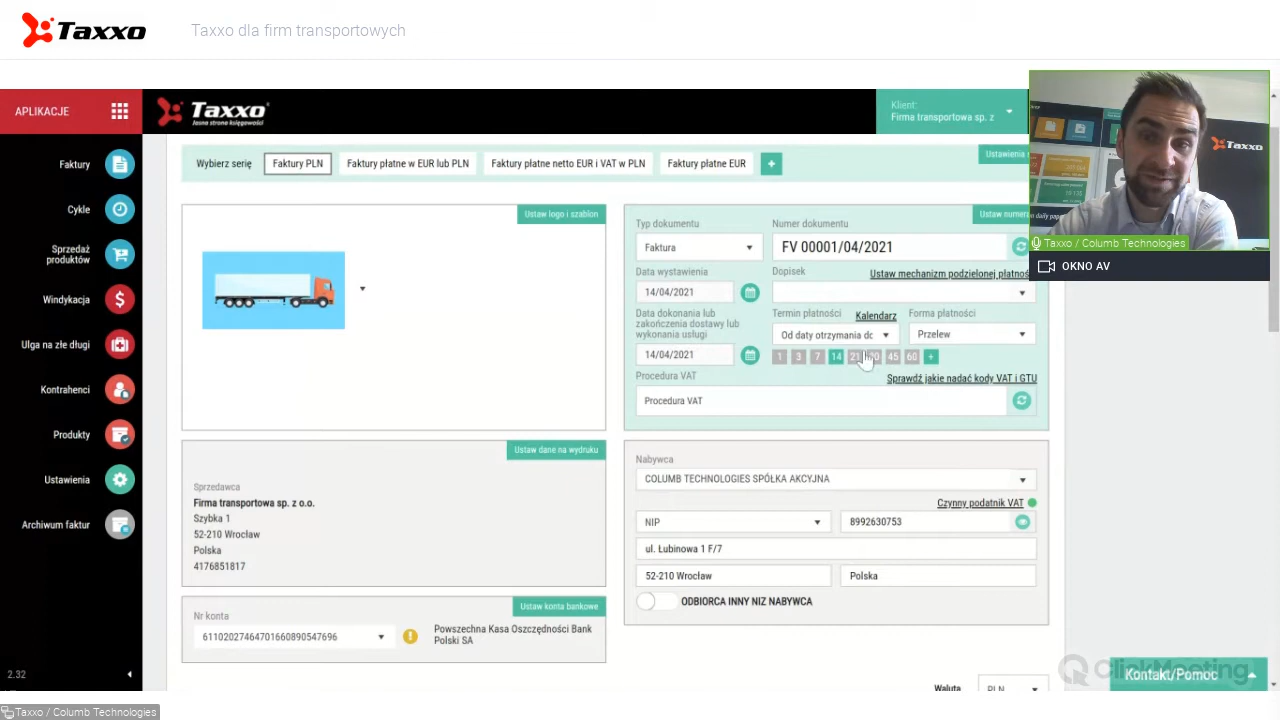 Taxxo
Taxxo dla firm transportowych
APLIKACJE
Taxxo
Jasna strona księgowości
Klient:
Firma transportowa sp. z
Taxxo
Faktury
Cykle
Sprzedaż
produktów
Windykacja
Ulga na złe długi
Kontrahenci
Produkty
Ustawienia
Archiwum faktur
2.32
Wybierz serię
Faktury PLN
Faktury płatne w EUR lub PLN
Faktury płatne netto EUR i VAT w PLN
Faktury płatne EUR
+
Ustawienia
Ustaw logo i szablon
Ustaw numer
Typ dokumentu
Numer dokumentu
Faktura
FV 00001/04/2021
Data wystawienia
Dopisek
Ustaw mechanizm podzielonej płatnoś
14/04/2021
Data dokonania lub
zakończenia dostawy lub
wykonania usługi
Termin płatności
Kalendarz
Forma płatności
Od daty otrzymania dc
Przelew
14/04/2021
1 3 7 14 21 45 60 +
Procedura VAT
Sprawdź jakie nadać kody VAT i GTU
Procedura VAT
Taxxo / Columb Technologies
OKNO AV
Ustaw dane na wydruku
Sprzedawca
Firma transportowa sp. z o.o.
Szybka 1
52-210 Wrocław
Polska
4176851817
Nabywca
COLUMB TECHNOLOGIES SPÓŁKA AKCYJNA
Czynny podatnik VAT
NIP
8992630753
ul. Łubinowa 1 F/7
52-210 Wrocław
Polska
ODBIORCA INNY NIŻ NABYWCA
Ustaw konta bankowe
Nr konta
61102027464701660890547696
Powszechna Kasa Oszczędności Bank
Polski SA
Waluta
PLN
ClickMeeting
Kontakt/Pomoc
Taxxo / Columb Technologies